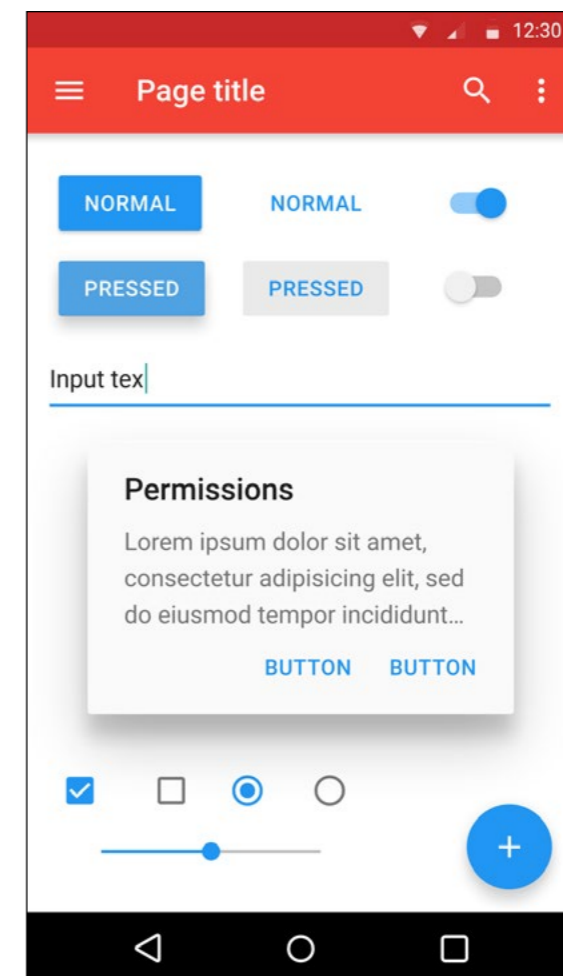 12:30
Page title
NORMAL NORMAL
PRESSED PRESSED
Input tex
Permissions
Lorem ipsum dolor sit amet,
consectetur adipisicing elit, sed
do eiusmod tempor incididunt...
BUTTON BUTTON